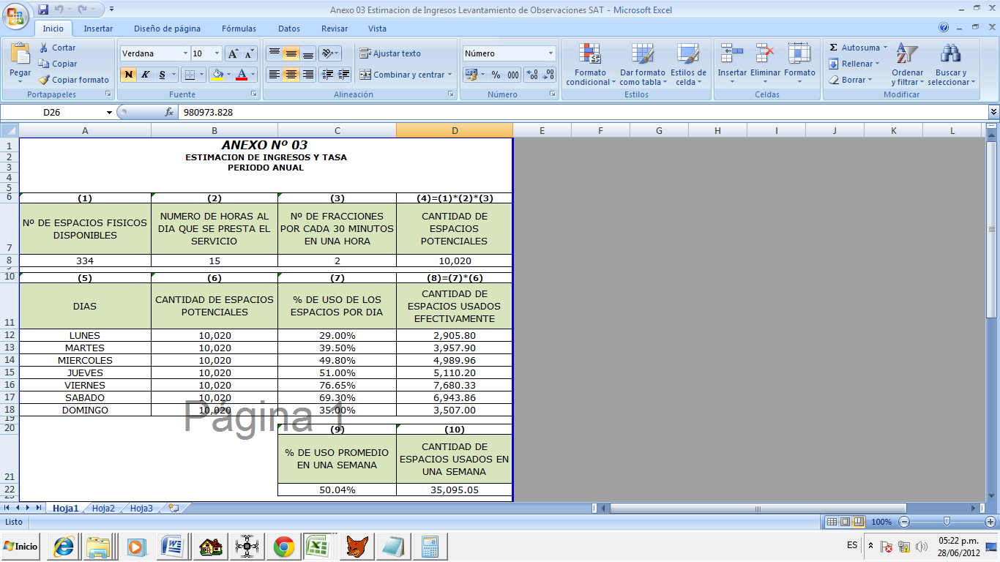 Anexo 03 Estimacion de Ingresos Levantamiento de Observaciones SAT - Microsoft Excel
Inicio Insertar Diseño de página Fórmulas Datos Revisar Vista
Pegar
Cortar
Copiar
Copiar formato
Portapapeles
Verdana 10
N K S
Fuente
Ajustar texto
Combinar y centrar
Alineación
Número
% 000
Número
Formato condicional
Dar formato como tabla
Estilos de celda
Estilos
Insertar Eliminar Formato
Celdas
Σ Autosuma
Rellenar
Borrar
Ordenar y filtrar
Buscar y seleccionar
Modificar
D26 fx 980973.828
A B C D E F G H I J K L
1 ANEXO Nº 03
2 ESTIMACION DE INGRESOS Y TASA
3 PERIODO ANUAL
4
5
6 (1) (2) (3) (4)=(1)*(2)*(3)
7 Nº DE ESPACIOS FISICOS DISPONIBLES NUMERO DE HORAS AL DIA QUE SE PRESTA EL SERVICIO Nº DE FRACCIONES POR CADA 30 MINUTOS EN UNA HORA CANTIDAD DE ESPACIOS POTENCIALES
8 334 15 2 10,020
10 (5) (6) (7) (8)=(7)*(6)
11 DIAS CANTIDAD DE ESPACIOS POTENCIALES % DE USO DE LOS ESPACIOS POR DIA CANTIDAD DE ESPACIOS USADOS EFECTIVAMENTE
12 LUNES 10,020 29.00% 2,905.80
13 MARTES 10,020 39.50% 3,957.90
14 MIERCOLES 10,020 49.80% 4,989.96
15 JUEVES 10,020 51.00% 5,110.20
16 VIERNES 10,020 76.65% 7,680.33
17 SABADO 10,020 69.30% 6,943.86
18 DOMINGO 10,020 35.00% 3,507.00
Página 1
20 (9) (10)
21 % DE USO PROMEDIO EN UNA SEMANA CANTIDAD DE ESPACIOS USADOS EN UNA SEMANA
22 50.04% 35,095.05
Hoja1 Hoja2 Hoja3
Listo 100%
Inicio ES 05:22 p.m.
28/06/2012